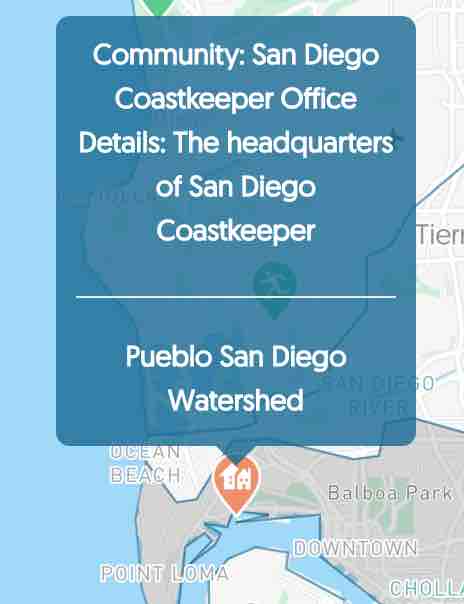 Community: San Diego
Coastkeeper Office
Details: The headquarters
of San Diego
Coastkeeper
Tierr
Pueblo San Diego
Watershed
SAN DIEGO
RIVER
OCEAN
BEACH
Balboa Park
DOWNTOWN
POINT LOMA
CHOLLA